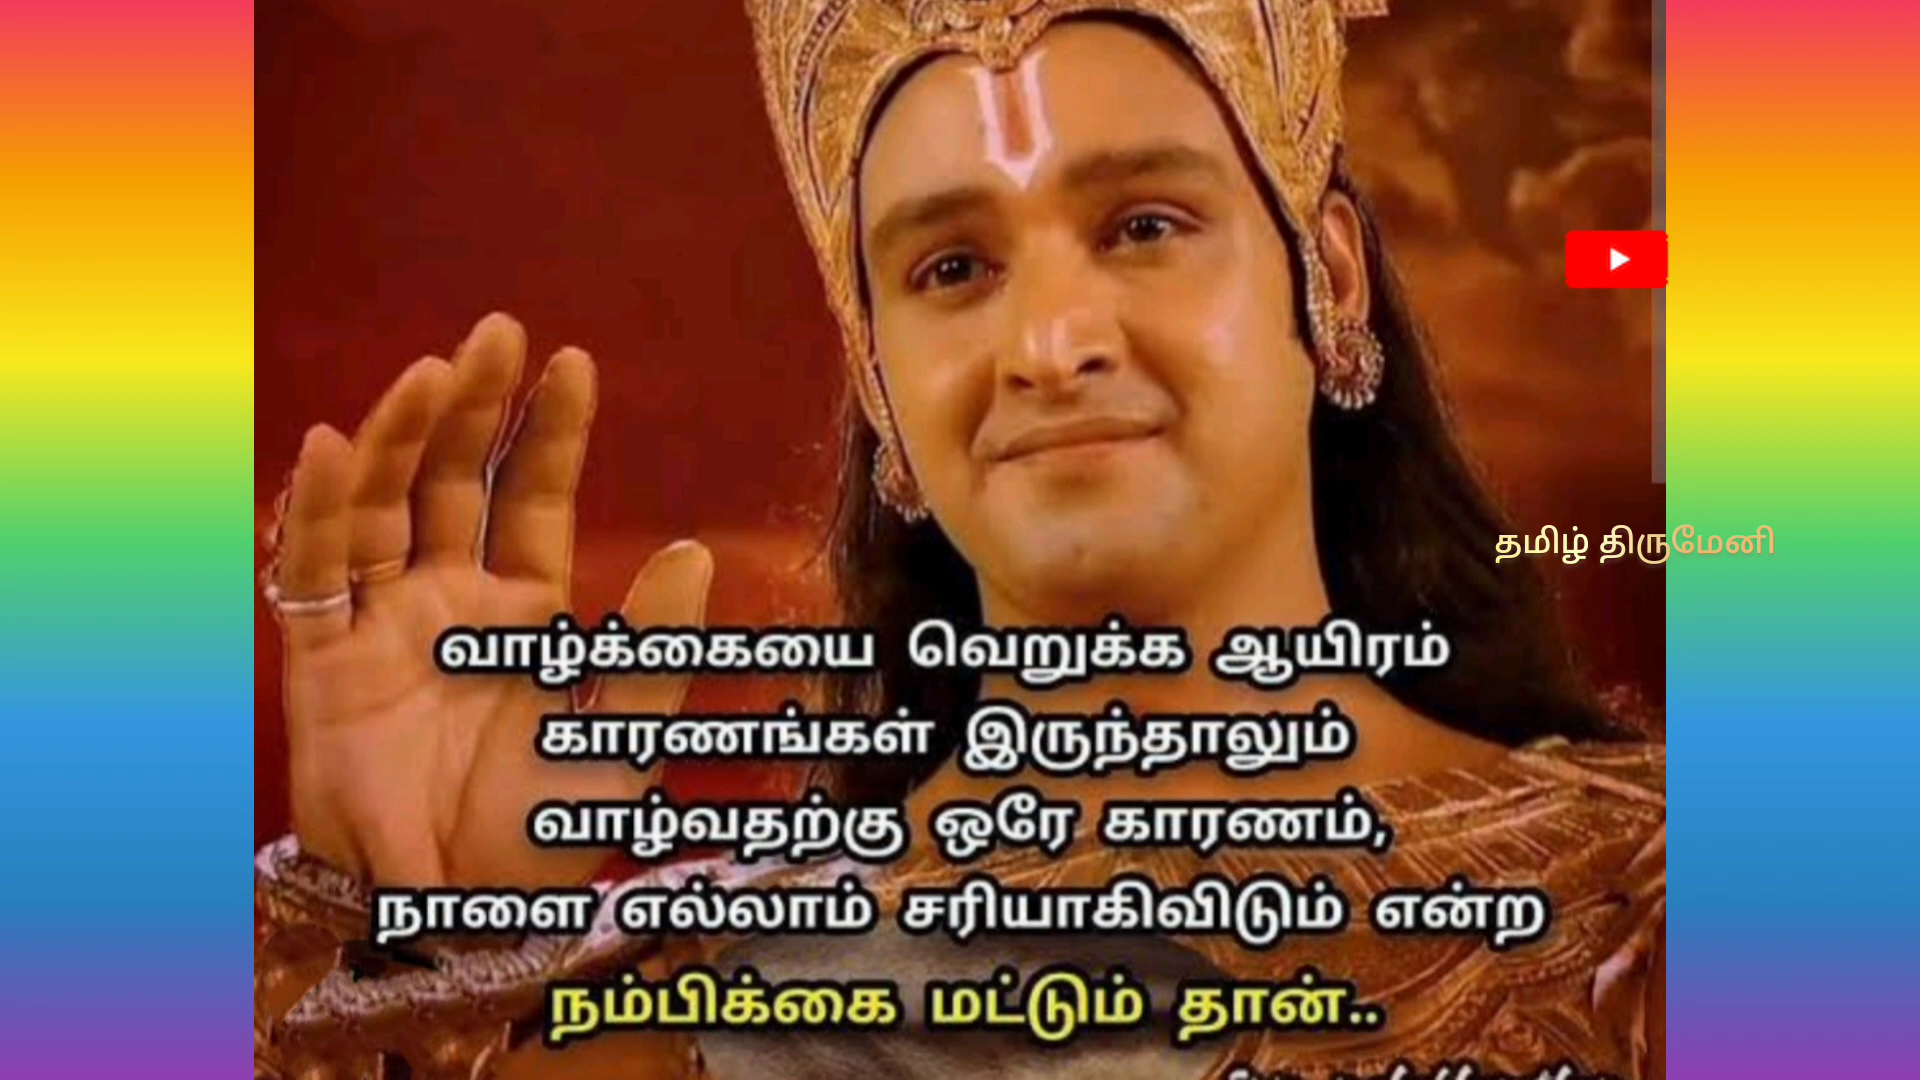 தமிழ் திருமேனி
வாழ்க்கையை வெறுக்க ஆயிரம்
காரணங்கள் இருந்தாலும்
வாழ்வதற்கு ஒரே காரணம்,
நாளை எல்லாம் சரியாகிவிடும் என்ற
நம்பிக்கை மட்டும் தான்..